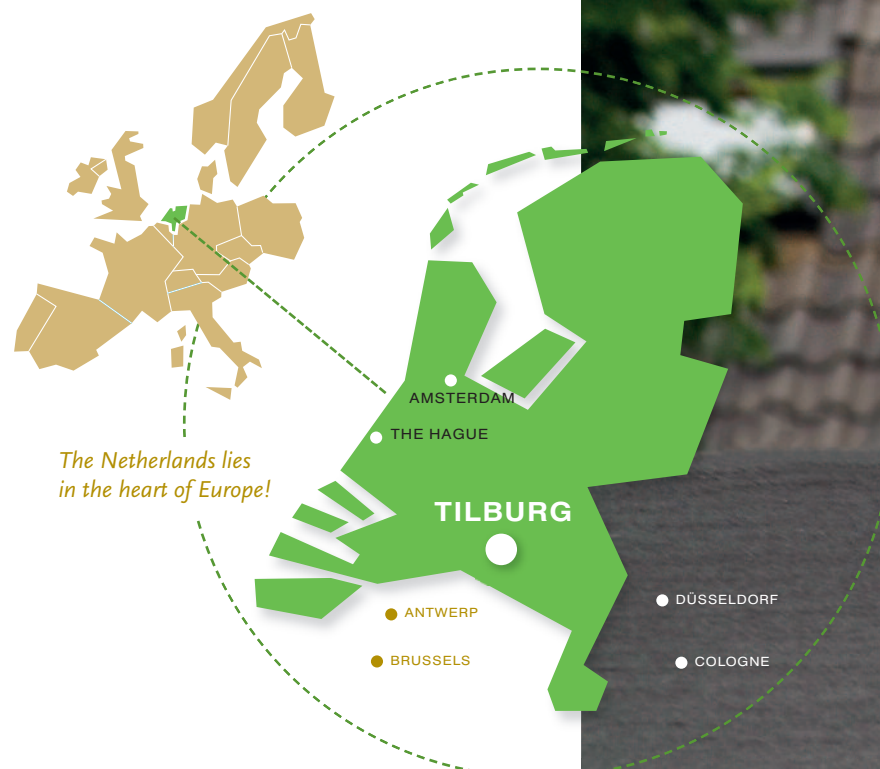 AMSTERDAM
THE HAGUE
The Netherlands lies
in the heart of Europe!
TILBURG
ANTWERP
BRUSSELS
DÜSSELDORF
COLOGNE